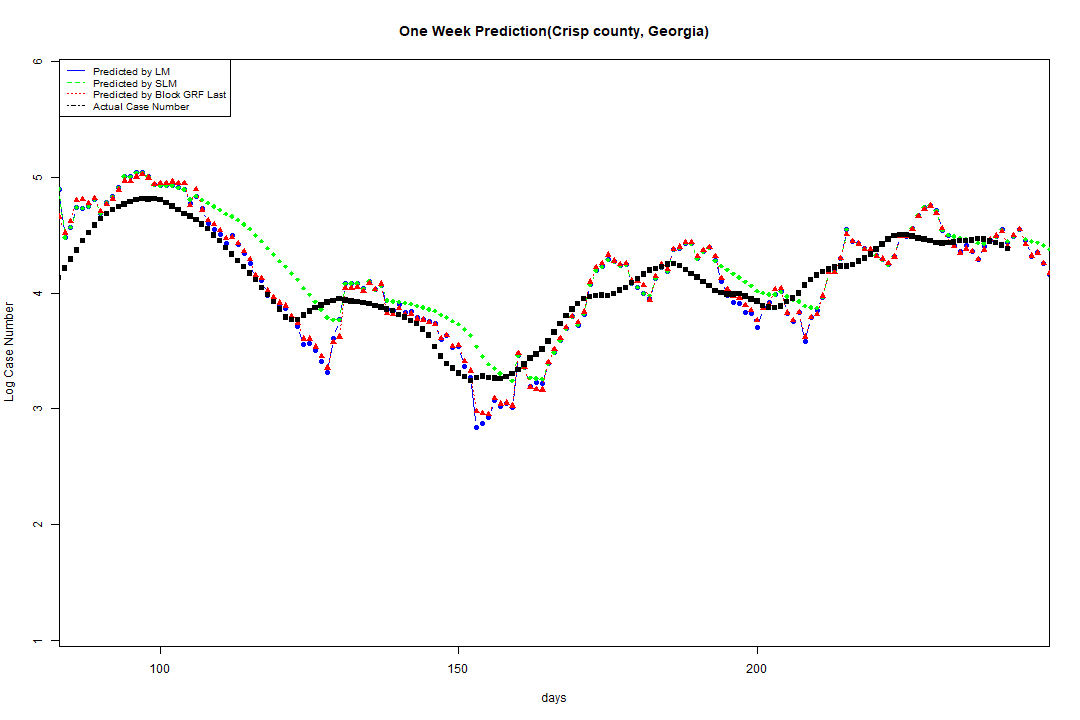 One Week Prediction(Crisp county, Georgia)
Predicted by LM
Predicted by SLM
Predicted by Block GRF Last
Actual Case Number
6
5
4
3
2
1
Log Case Number
100 150 200
days